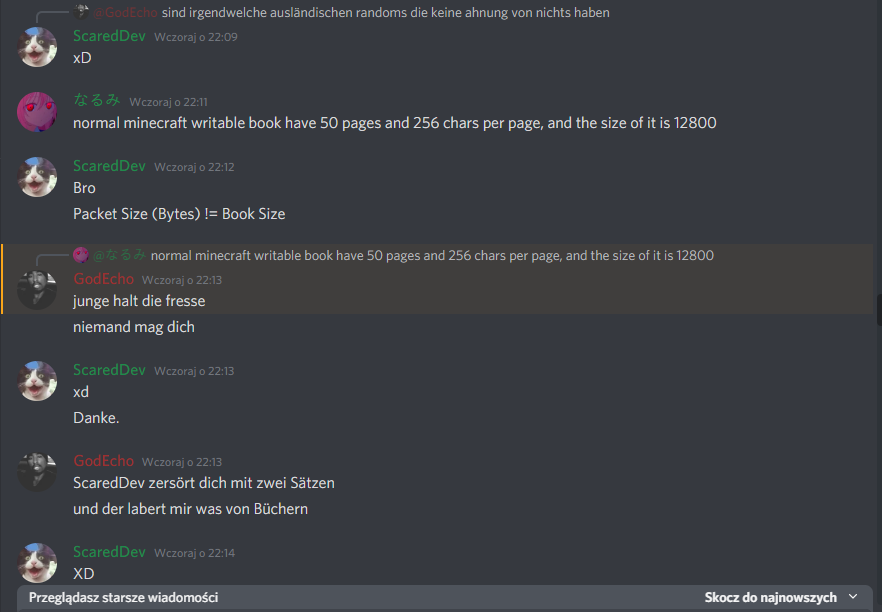 @GodEcho sind irgendwelche ausländischen randoms die keine ahnung von nichts haben
ScaredDev Wczoraj o 22:09
xD
なるみ Wczoraj o 22:11
normal minecraft writable book have 50 pages and 256 chars per page, and the size of it is 12800
ScaredDev Wczoraj o 22:12
Bro
Packet Size (Bytes) != Book Size
@なるみ normal minecraft writable book have 50 pages and 256 chars per page, and the size of it is 12800
GodEcho Wczoraj o 22:13
junge halt die fresse
niemand mag dich
ScaredDev Wczoraj o 22:13
xd
Danke.
GodEcho Wczoraj o 22:13
ScaredDev zersört dich mit zwei Sätzen
und der labert mir was von Büchern
ScaredDev Wczoraj o 22:14
XD
Przeglądasz starsze wiadomości Skocz do najnowszych